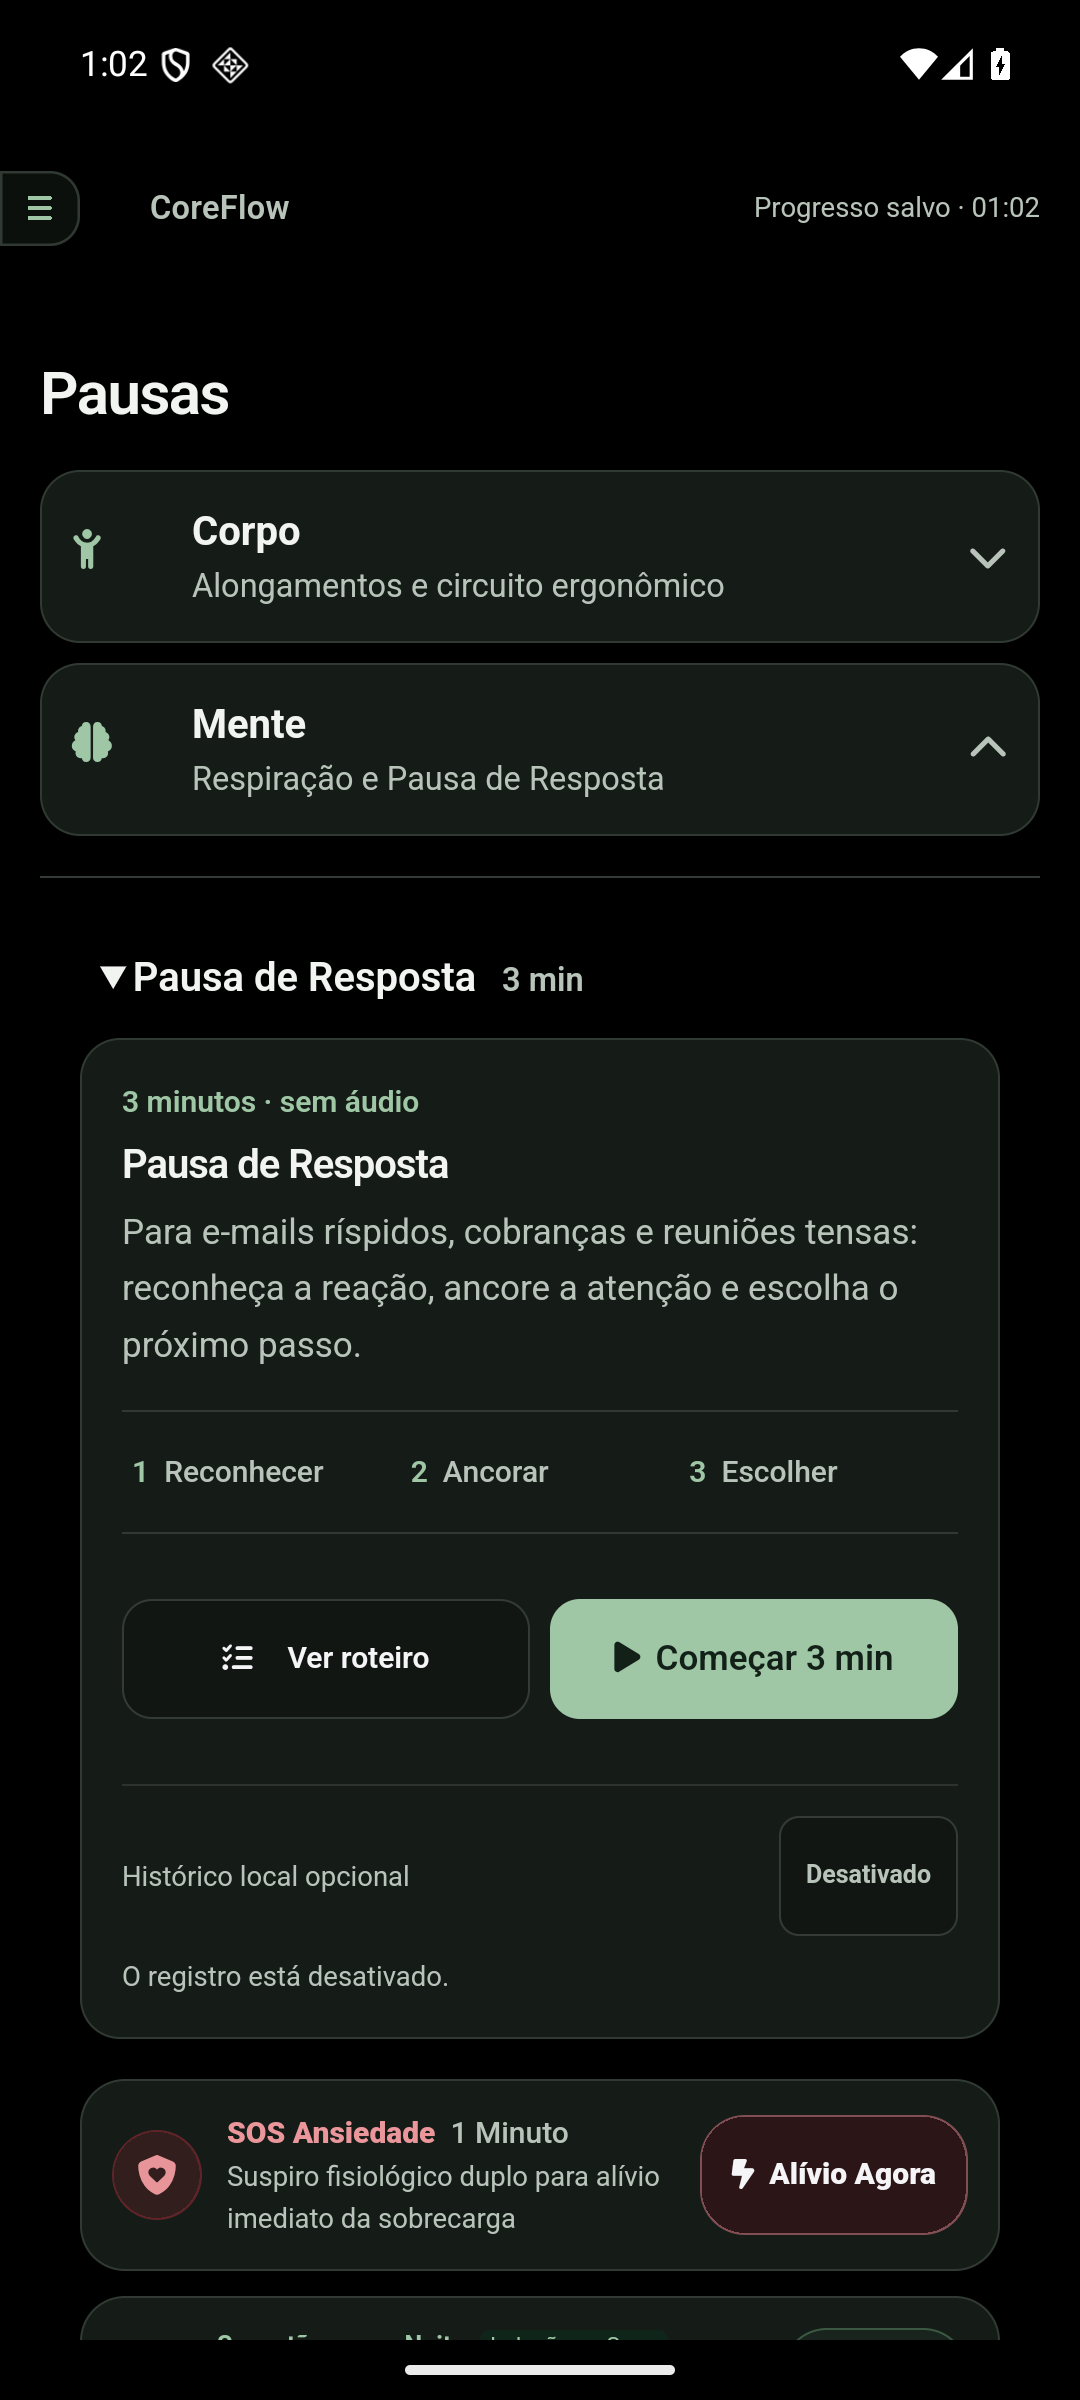 1:02
CoreFlow
Progresso salvo · 01:02
Pausas
Corpo
Alongamentos e circuito ergonômico
Mente
Respiração e Pausa de Resposta
Pausa de Resposta 3 min
3 minutos · sem áudio
Pausa de Resposta
Para e-mails ríspidos, cobranças e reuniões tensas:
reconheça a reação, ancore a atenção e escolha o
próximo passo.
1 Reconhecer
2 Ancorar
3 Escolher
Ver roteiro
Começar 3 min
Histórico local opcional
Desativado
O registro está desativado.
SOS Ansiedade 1 Minuto
Suspiro fisiológico duplo para alívio
imediato da sobrecarga
Alívio Agora